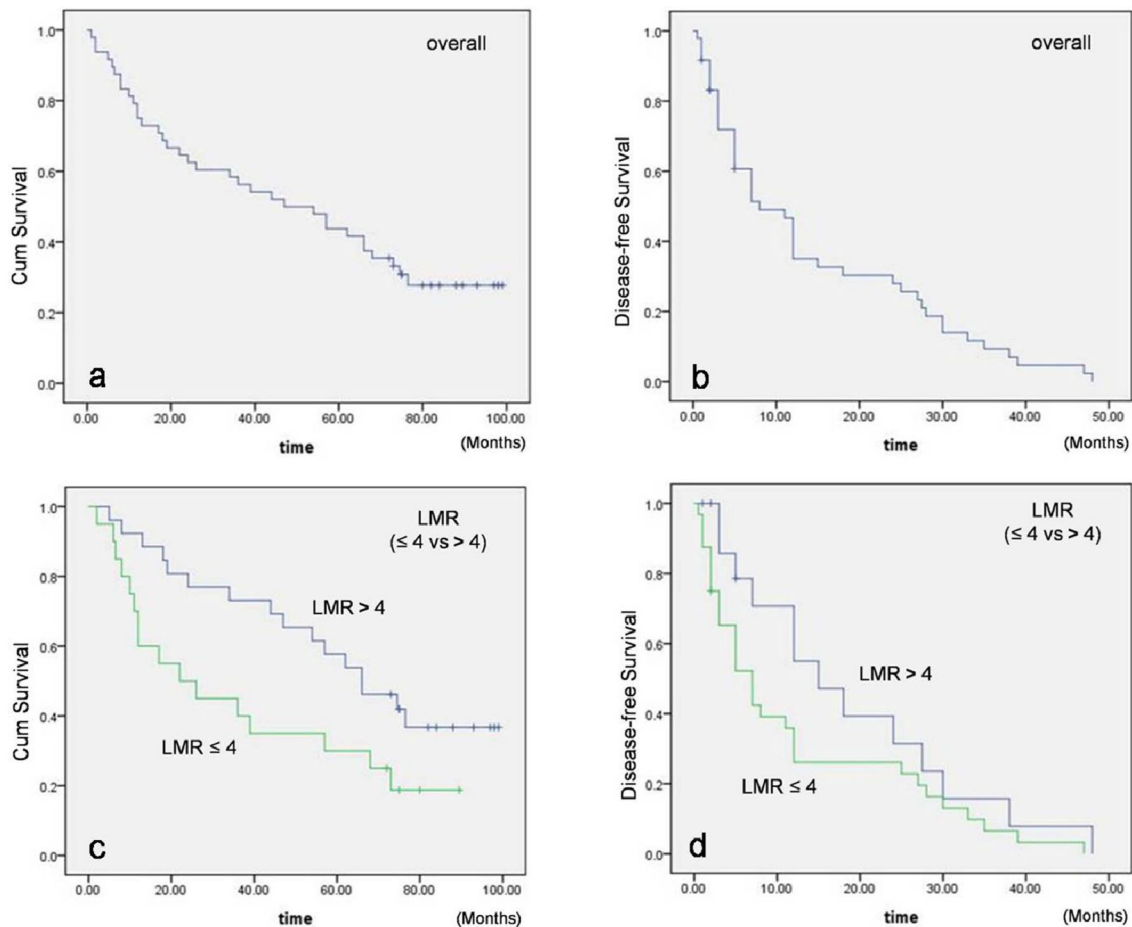 overall
Cum Survival
1.0
0.8
0.6
0.4
0.2
0.0
a
0.00 20.00 40.00 60.00 80.00 100.00
time
(Months)
overall
Disease-free Survival
1.0
0.8
0.6
0.4
0.2
0.0
b
0.00 10.00 20.00 30.00 40.00 50.00
time
(Months)
LMR
(≤ 4 vs > 4)
LMR > 4
LMR ≤ 4
Cum Survival
1.0
0.8
0.6
0.4
0.2
0.0
c
0.00 20.00 40.00 60.00 80.00 100.00
time
(Months)
LMR
(≤ 4 vs > 4)
LMR > 4
LMR ≤ 4
Disease-free Survival
1.0
0.8
0.6
0.4
0.2
0.0
d
0.00 10.00 20.00 30.00 40.00 50.00
time
(Months)